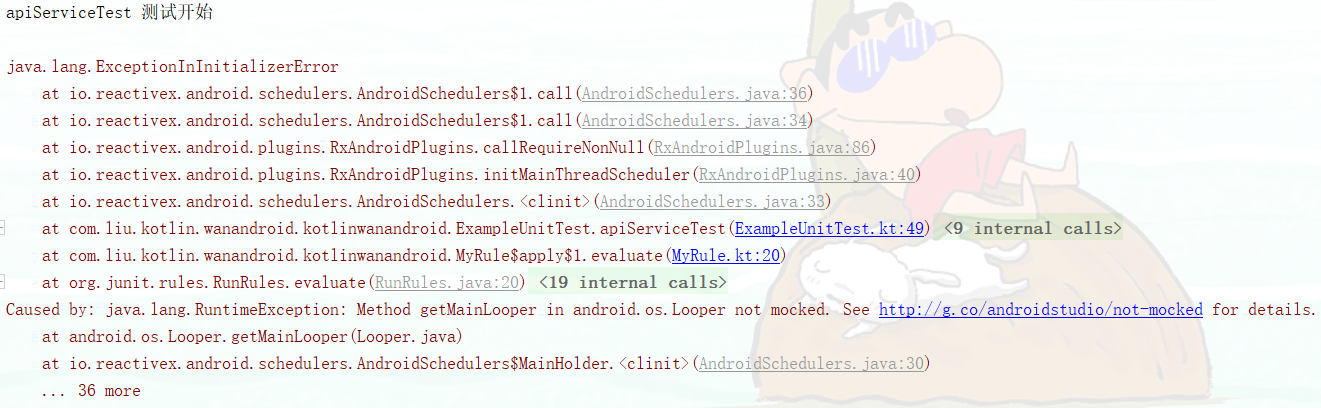 apiServiceTest 测试开始
java.lang.ExceptionInInitializerError
at io.reactivex.android.schedulers.AndroidSchedulers$1.call(AndroidSchedulers.java:36)
at io.reactivex.android.schedulers.AndroidSchedulers$1.call(AndroidSchedulers.java:34)
at io.reactivex.android.plugins.RxAndroidPlugins.callRequireNonNull(RxAndroidPlugins.java:86)
at io.reactivex.android.plugins.RxAndroidPlugins.initMainThreadScheduler(RxAndroidPlugins.java:40)
at io.reactivex.android.schedulers.AndroidSchedulers.<clinit>(AndroidSchedulers.java:33)
at com.liu.kotlin.wanandroid.kotlinwanandroid.ExampleUnitTest.apiServiceTest(ExampleUnitTest.kt:49) <9 internal calls>
at com.liu.kotlin.wanandroid.kotlinwanandroid.MyRule$apply$1.evaluate(MyRule.kt:20)
at org.junit.rules.RunRules.evaluate(RunRules.java:20) <19 internal calls>
Caused by: java.lang.RuntimeException: Method getMainLooper in android.os.Looper not mocked. See http://g.co/androidstudio/not-mocked for details.
at android.os.Looper.getMainLooper(Looper.java)
at io.reactivex.android.schedulers.AndroidSchedulers$MainHolder.<clinit>(AndroidSchedulers.java:30)
... 36 more